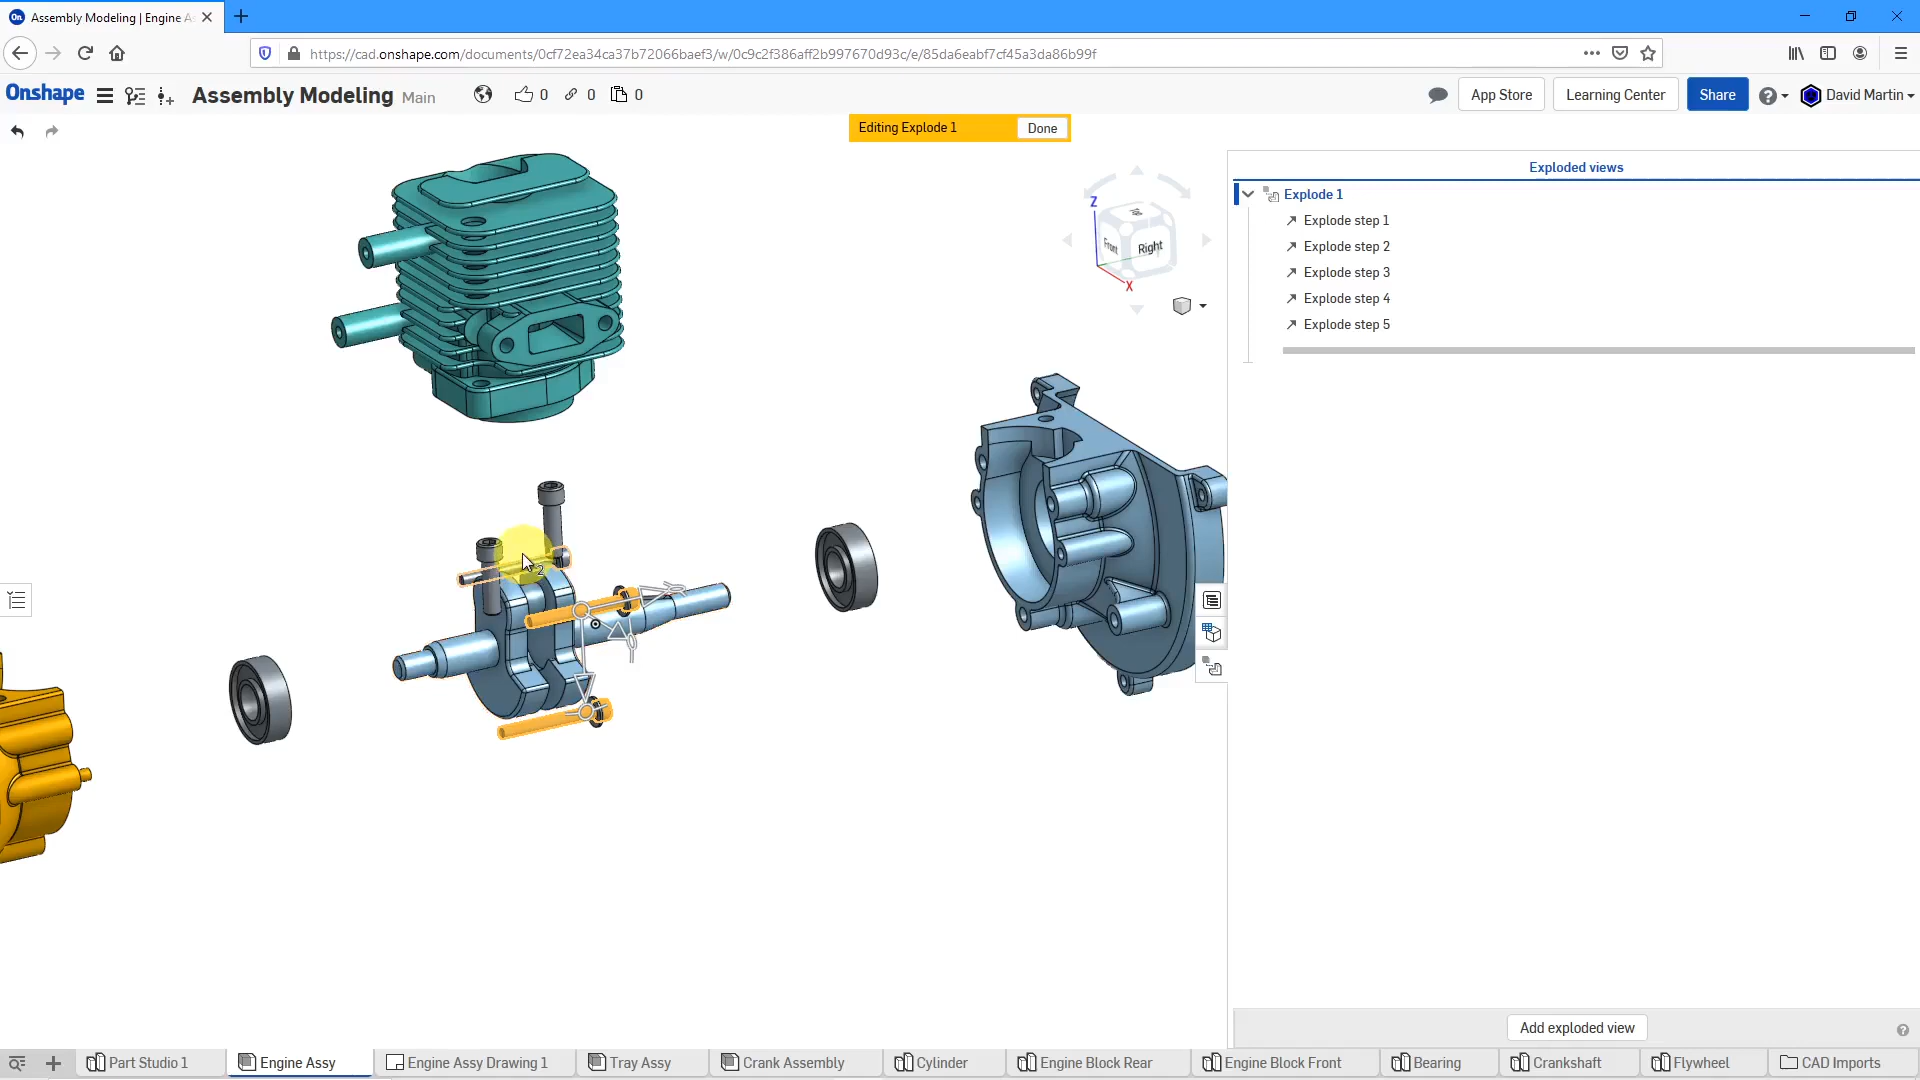 Assembly Modeling | Engine A
https://cad.onshape.com/documents/0cf72ea34ca37b72066baef3/w/0c9c2f386aff2b997670d93c/e/85da6eabf7cf45a3da86b99f
Onshape
Assembly Modeling Main
0
0
0
App Store
Learning Center
Share
David Martin
Editing Explode 1
Done
Exploded views
Explode 1
Explode step 1
Explode step 2
Explode step 3
Explode step 4
Explode step 5
Z
Front
Right
X
2
Add exploded view
Part Studio 1
Engine Assy
Engine Assy Drawing 1
Tray Assy
Crank Assembly
Cylinder
Engine Block Rear
Engine Block Front
Bearing
Crankshaft
Flywheel
CAD Imports